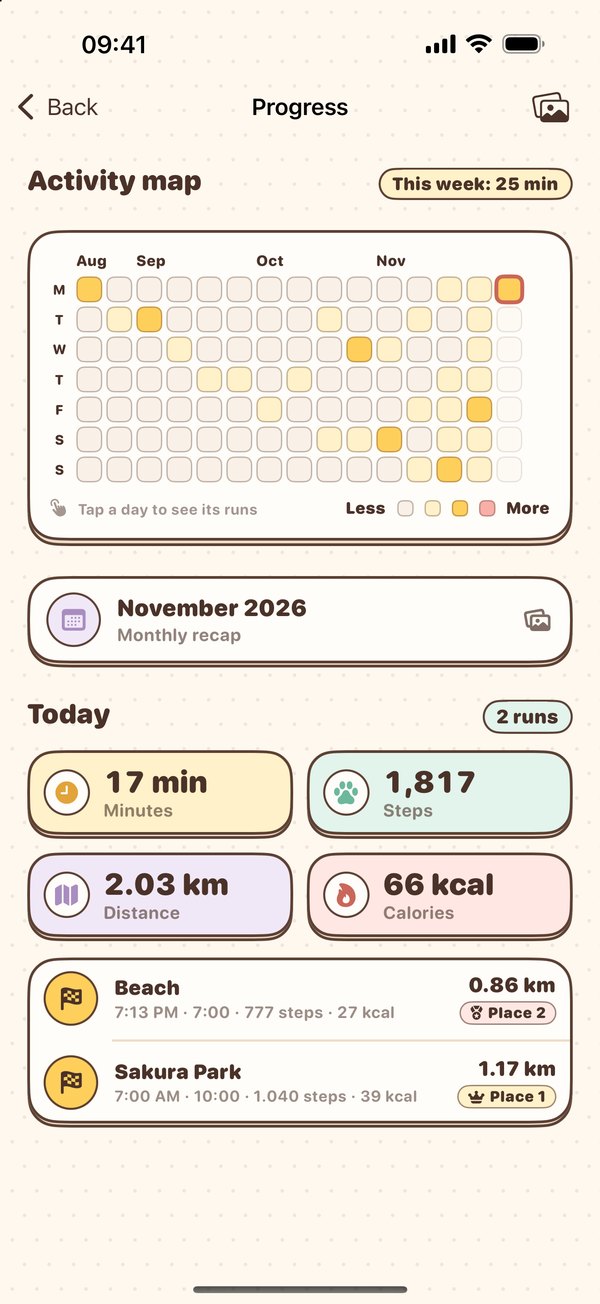 09:41
Back
Progress
Activity map
This week: 25 min
Aug Sep Oct Nov
M
T
W
T
F
S
S
Tap a day to see its runs
Less More
November 2026
Monthly recap
Today
2 runs
17 min
Minutes
1,817
Steps
2.03 km
Distance
66 kcal
Calories
Beach
0.86 km
7:13 PM · 7:00 · 777 steps · 27 kcal
Place 2
Sakura Park
1.17 km
7:00 AM · 10:00 · 1.040 steps · 39 kcal
Place 1